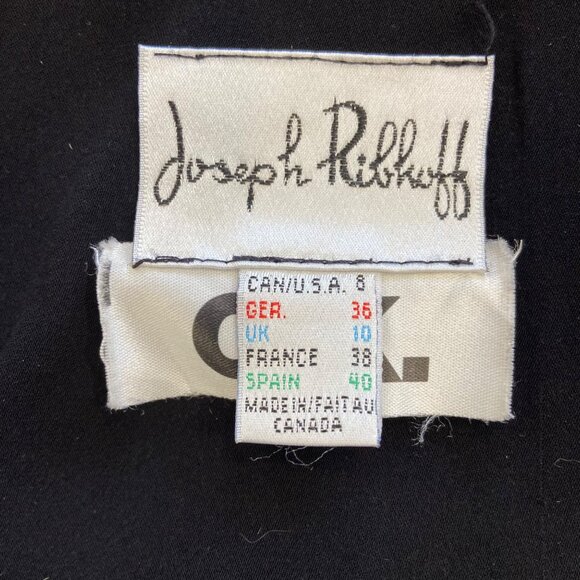 Joseph Ribkoff
CAN/U.S.A. 8
GER. 36
UK 10
FRANCE 38
SPAIN 40
MADE IN/FAIT AU
CANADA